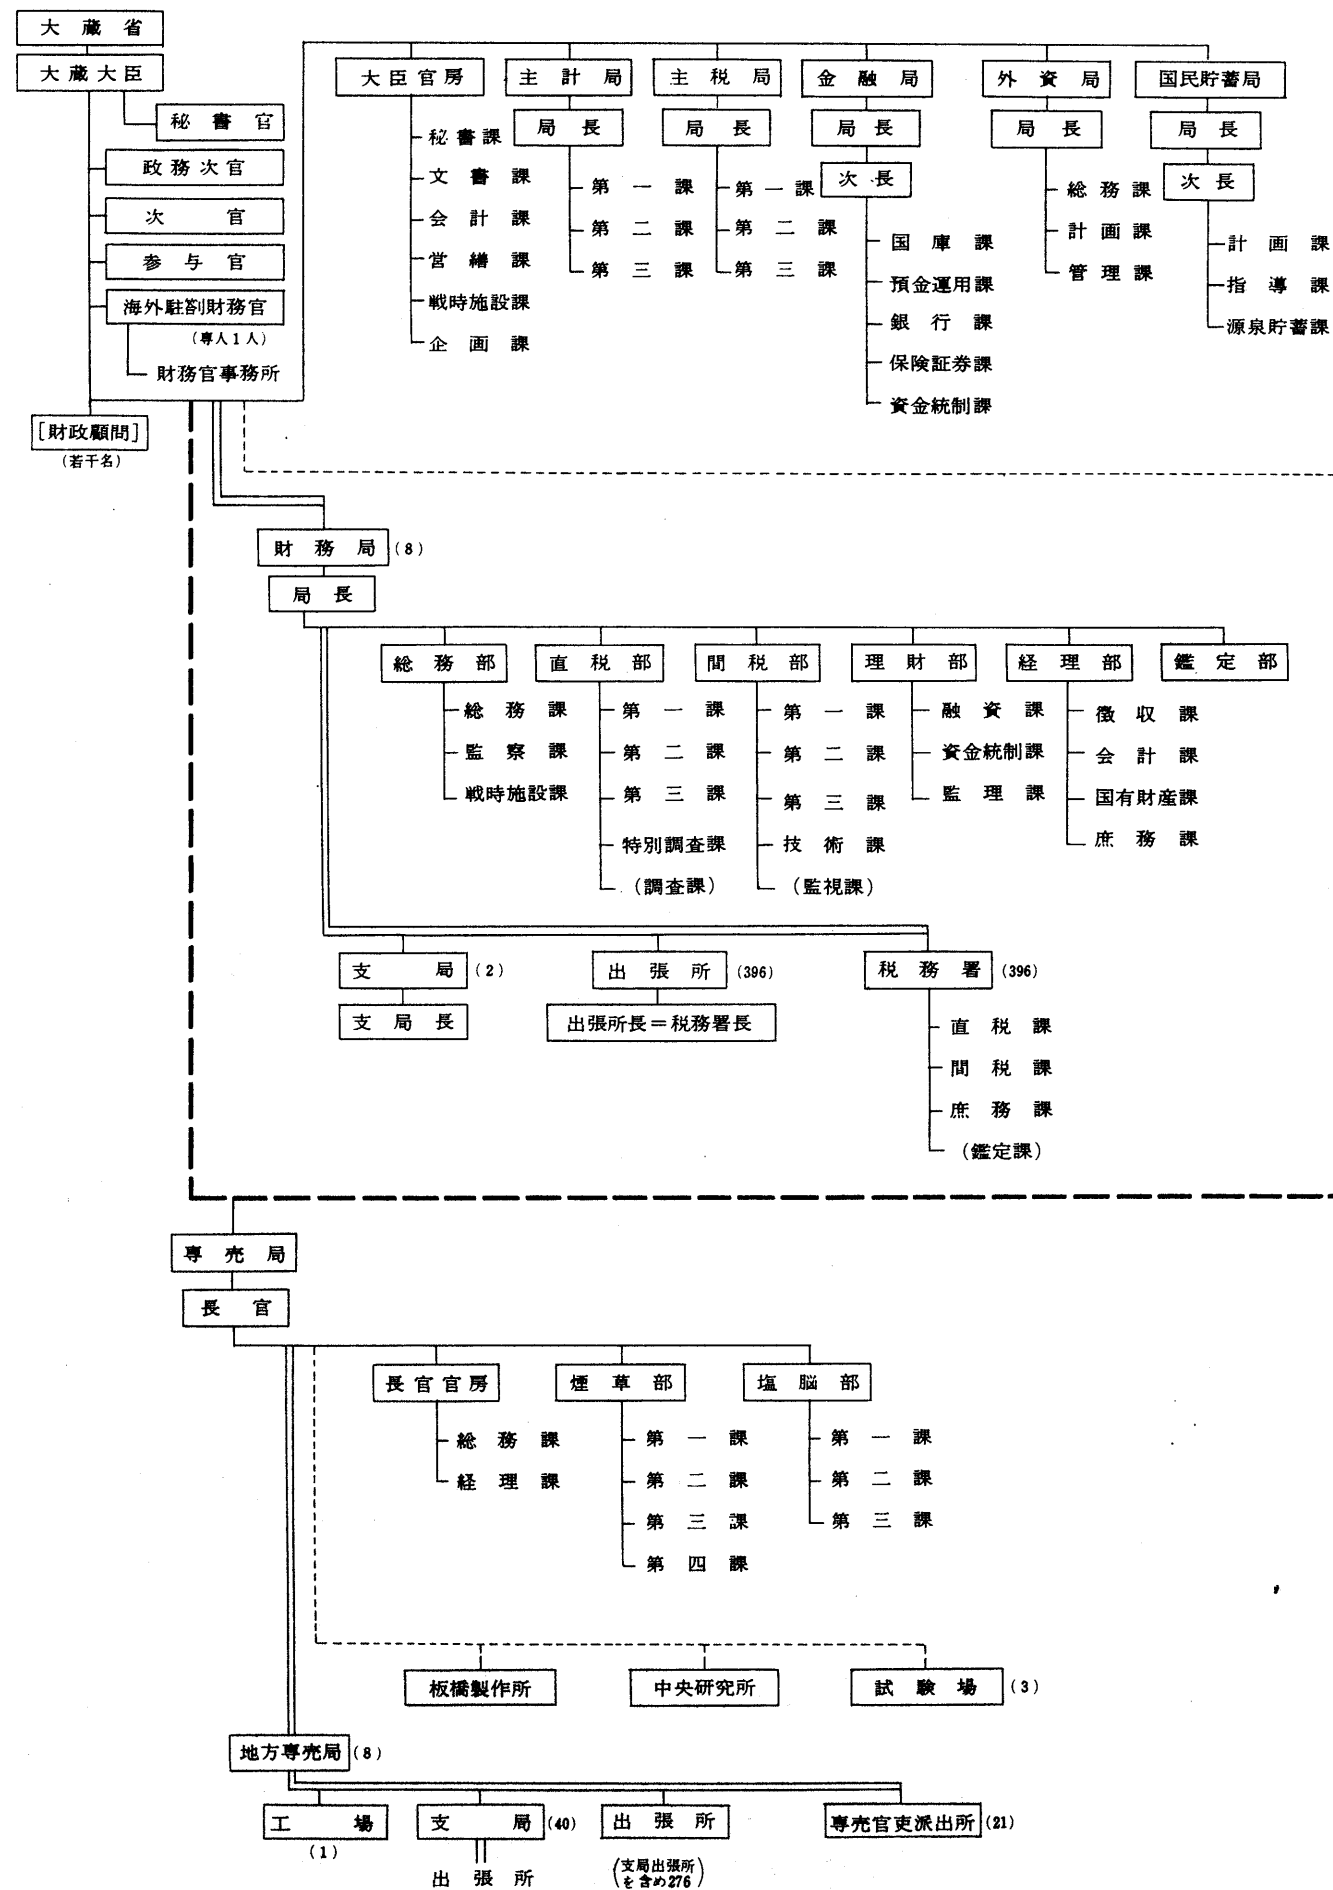 大蔵省
大蔵大臣
秘書官
政務次官
次官
参与官
海外駐劄財務官
(専人1人)
財務官事務所
[財政顧問]
(若干名)
大臣官房
秘書課
文書課
会計課
営繕課
戦時施設課
企画課
主計局
局長
第一課
第二課
第三課
主税局
局長
第一課
第二課
第三課
金融局
局長
次長
国庫課
預金運用課
銀行課
保険証券課
資金統制課
外資局
局長
総務課
計画課
管理課
国民貯蓄局
局長
次長
計画課
指導課
源泉貯蓄課
財務局(8)
局長
総務部
総務課
監察課
戦時施設課
直税部
第一課
第二課
第三課
特別調査課
(調査課)
間税部
第一課
第二課
第三課
技術課
(監視課)
理財部
融資課
資金統制課
監理課
経理部
徴収課
会計課
国有財産課
庶務課
鑑定部
支局(2)
支局長
出張所(396)
出張所長=税務署長
税務署(396)
直税課
間税課
庶務課
(鑑定課)
専売局
長官
長官官房
総務課
経理課
煙草部
第一課
第二課
第三課
第四課
塩脳部
第一課
第二課
第三課
板橋製作所
中央研究所
試験場(3)
地方専売局(8)
工場
(1)
支局(40)
出張所
出張所
(支局出張所
を含め276)
専売官吏派出所(21)